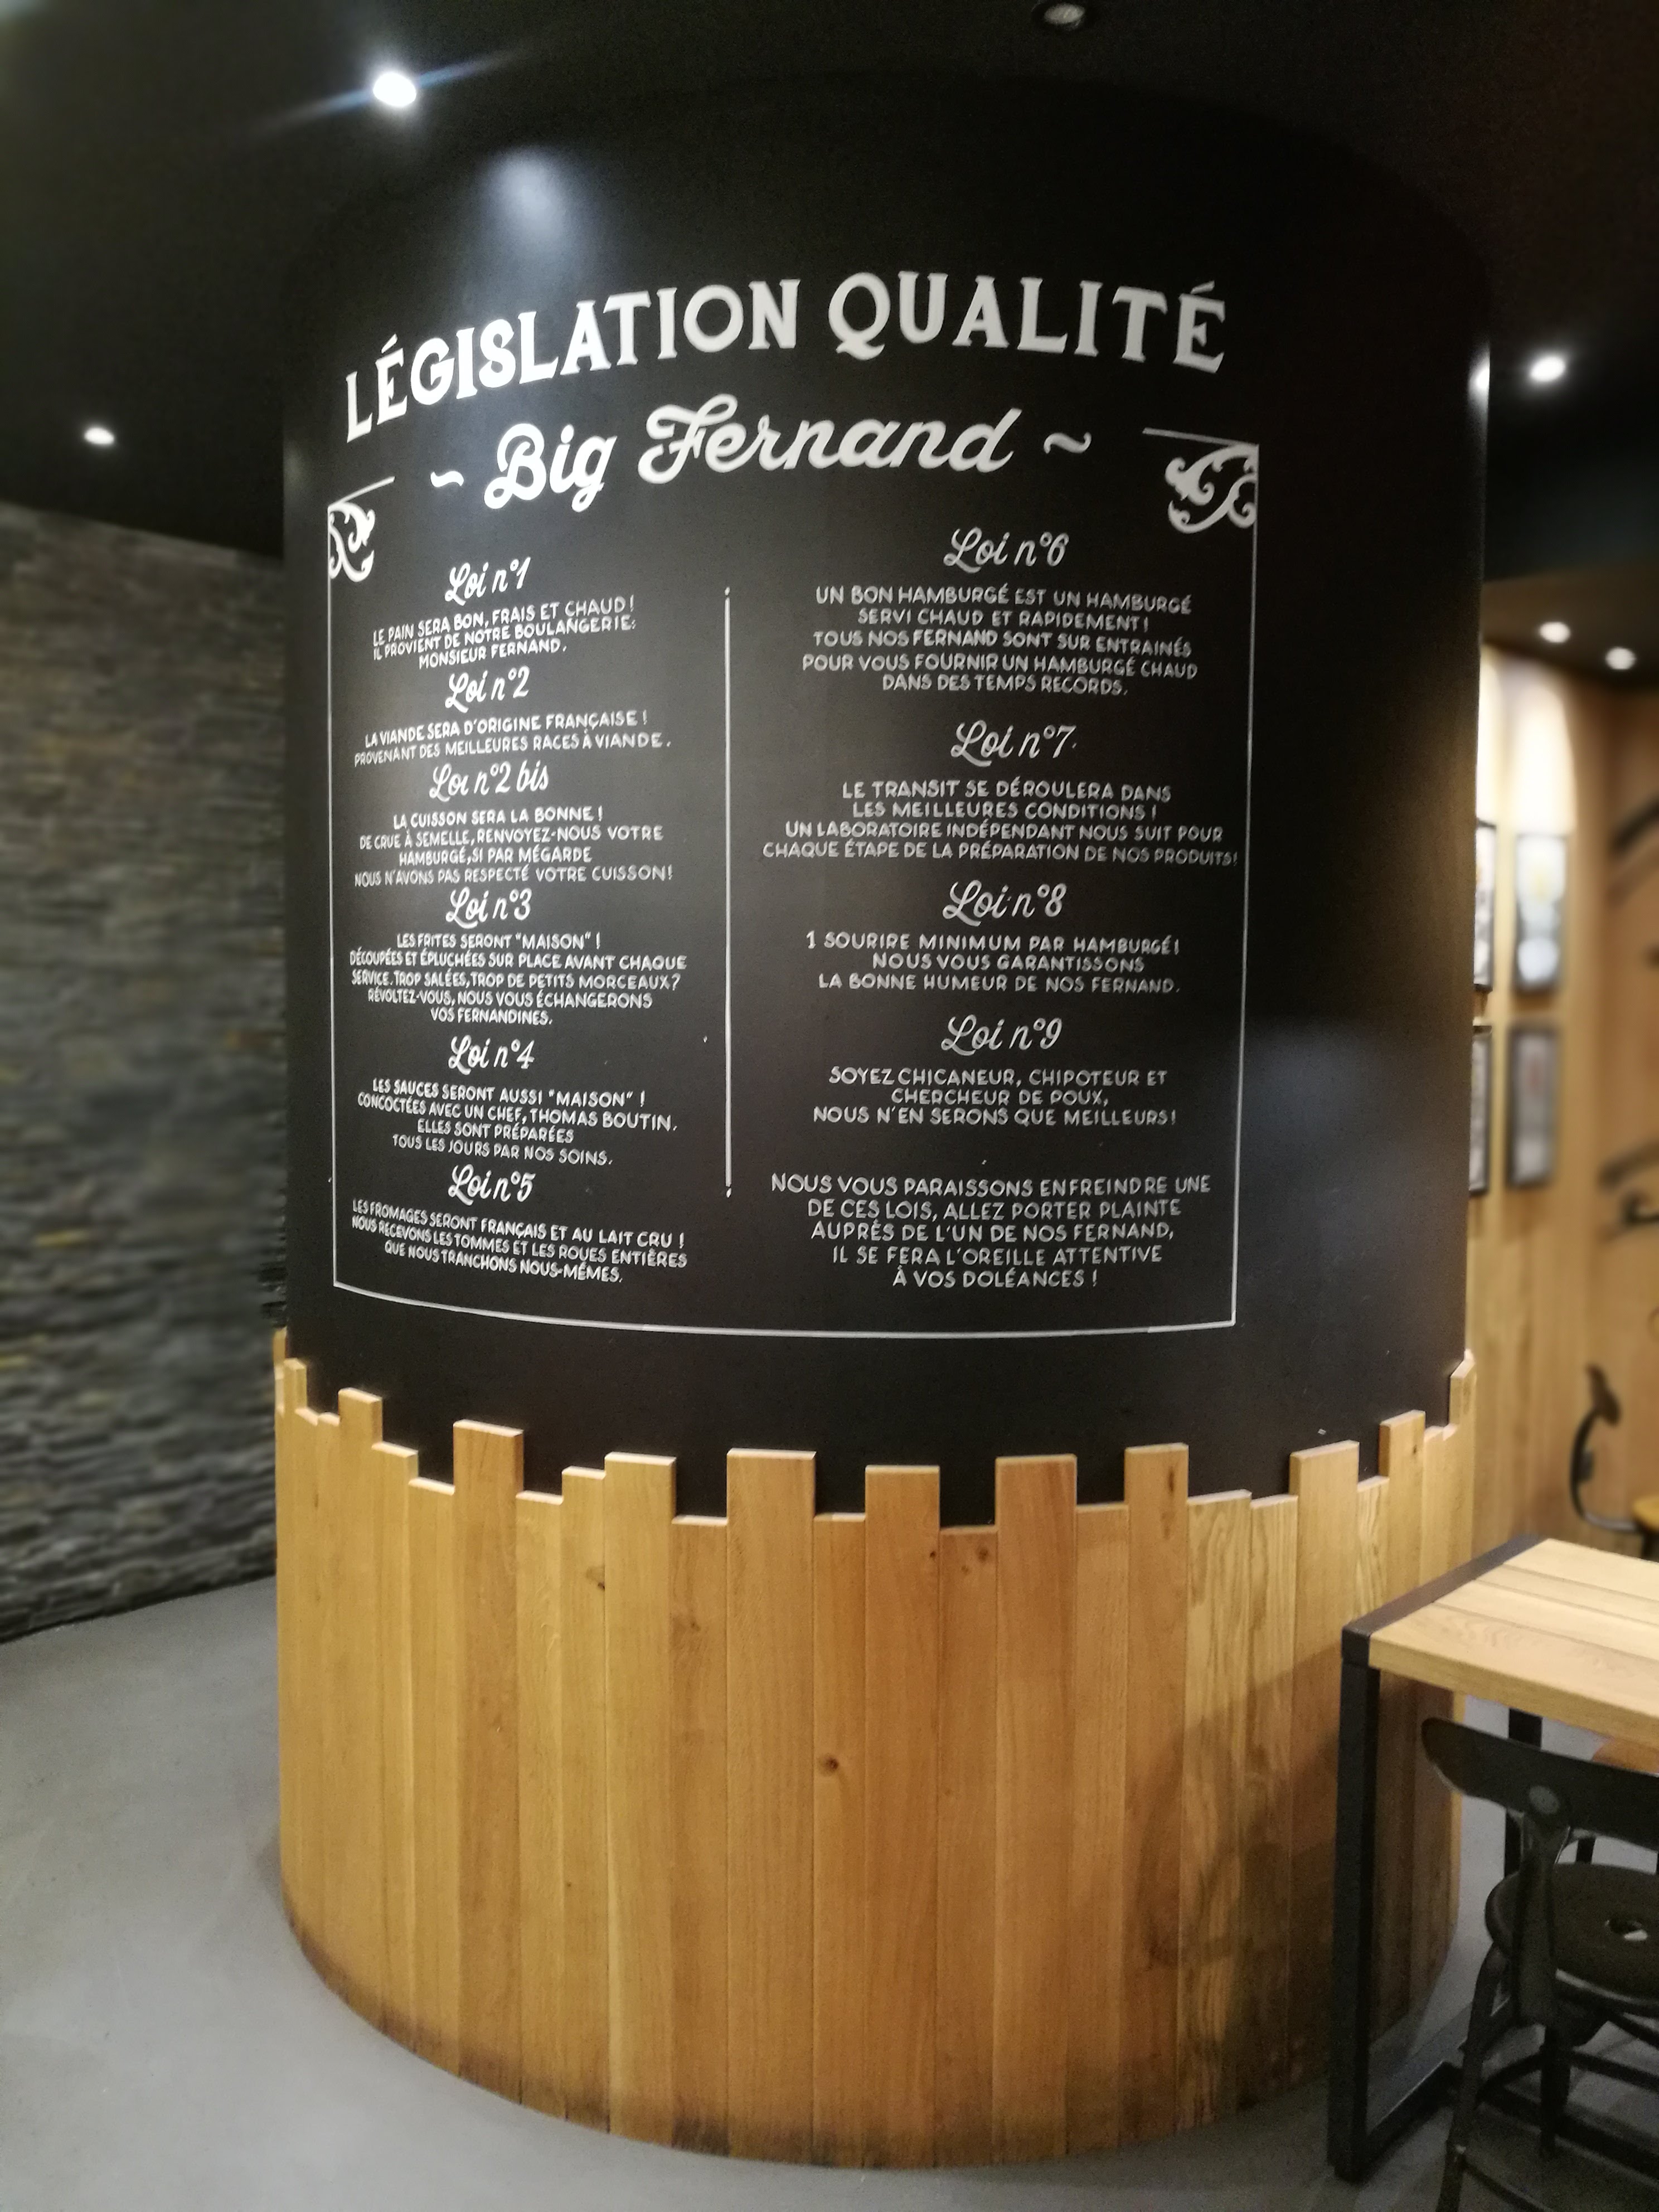 LÉGISLATION QUALITÉ
~ Big Fernand ~
Loi n°1
LE PAIN SERA BON, FRAIS ET CHAUD !
IL PROVIENT DE NOTRE BOULANGERIE:
MONSIEUR FERNAND.
Loi n°2
LA VIANDE SERA D'ORIGINE FRANÇAISE !
PROVENANT DES MEILLEURES RACES À VIANDE.
Loi n°2 bis
LA CUISSON SERA LA BONNE !
DE CRUE À SEMELLE, RENVOYEZ-NOUS VOTRE
HAMBURGÉ, SI PAR MÉGARDE
NOUS N'AVONS PAS RESPECTÉ VOTRE CUISSON!
Loi n°3
LES FRITES SERONT "MAISON" !
DÉCOUPÉES ET ÉPLUCHÉES SUR PLACE AVANT CHAQUE
SERVICE. TROP SALÉES, TROP DE PETITS MORCEAUX?
RÉVOLTEZ-VOUS, NOUS VOUS ÉCHANGERONS
VOS FERNANDINES.
Loi n°4
LES SAUCES SERONT AUSSI "MAISON" !
CONCOCTÉES AVEC UN CHEF, THOMAS BOUTIN.
ELLES SONT PRÉPARÉES
TOUS LES JOURS PAR NOS SOINS.
Loi n°5
LES FROMAGES SERONT FRANÇAIS ET AU LAIT CRU !
NOUS RECEVONS LES TOMMES ET LES ROUES ENTIÈRES
QUE NOUS TRANCHONS NOUS-MÊMES.
Loi n°6
UN BON HAMBURGÉ EST UN HAMBURGÉ
SERVI CHAUD ET RAPIDEMENT!
TOUS NOS FERNAND SONT SUR ENTRAINÉS
POUR VOUS FOURNIR UN HAMBURGÉ CHAUD
DANS DES TEMPS RECORDS.
Loi n°7
LE TRANSIT SE DÉROULERA DANS
LES MEILLEURES CONDITIONS !
UN LABORATOIRE INDÉPENDANT NOUS SUIT POUR
CHAQUE ÉTAPE DE LA PRÉPARATION DE NOS PRODUITS!
Loi n°8
1 SOURIRE MINIMUM PAR HAMBURGÉ!
NOUS VOUS GARANTISSONS
LA BONNE HUMEUR DE NOS FERNAND.
Loi n°9
SOYEZ CHICANEUR, CHIPOTEUR ET
CHERCHEUR DE POUX,
NOUS N'EN SERONS QUE MEILLEURS!
NOUS VOUS PARAISSONS ENFREINDRE UNE
DE CES LOIS, ALLEZ PORTER PLAINTE
AUPRÈS DE L'UN DE NOS FERNAND,
IL SE FERA L'OREILLE ATTENTIVE
À VOS DOLÉANCES !